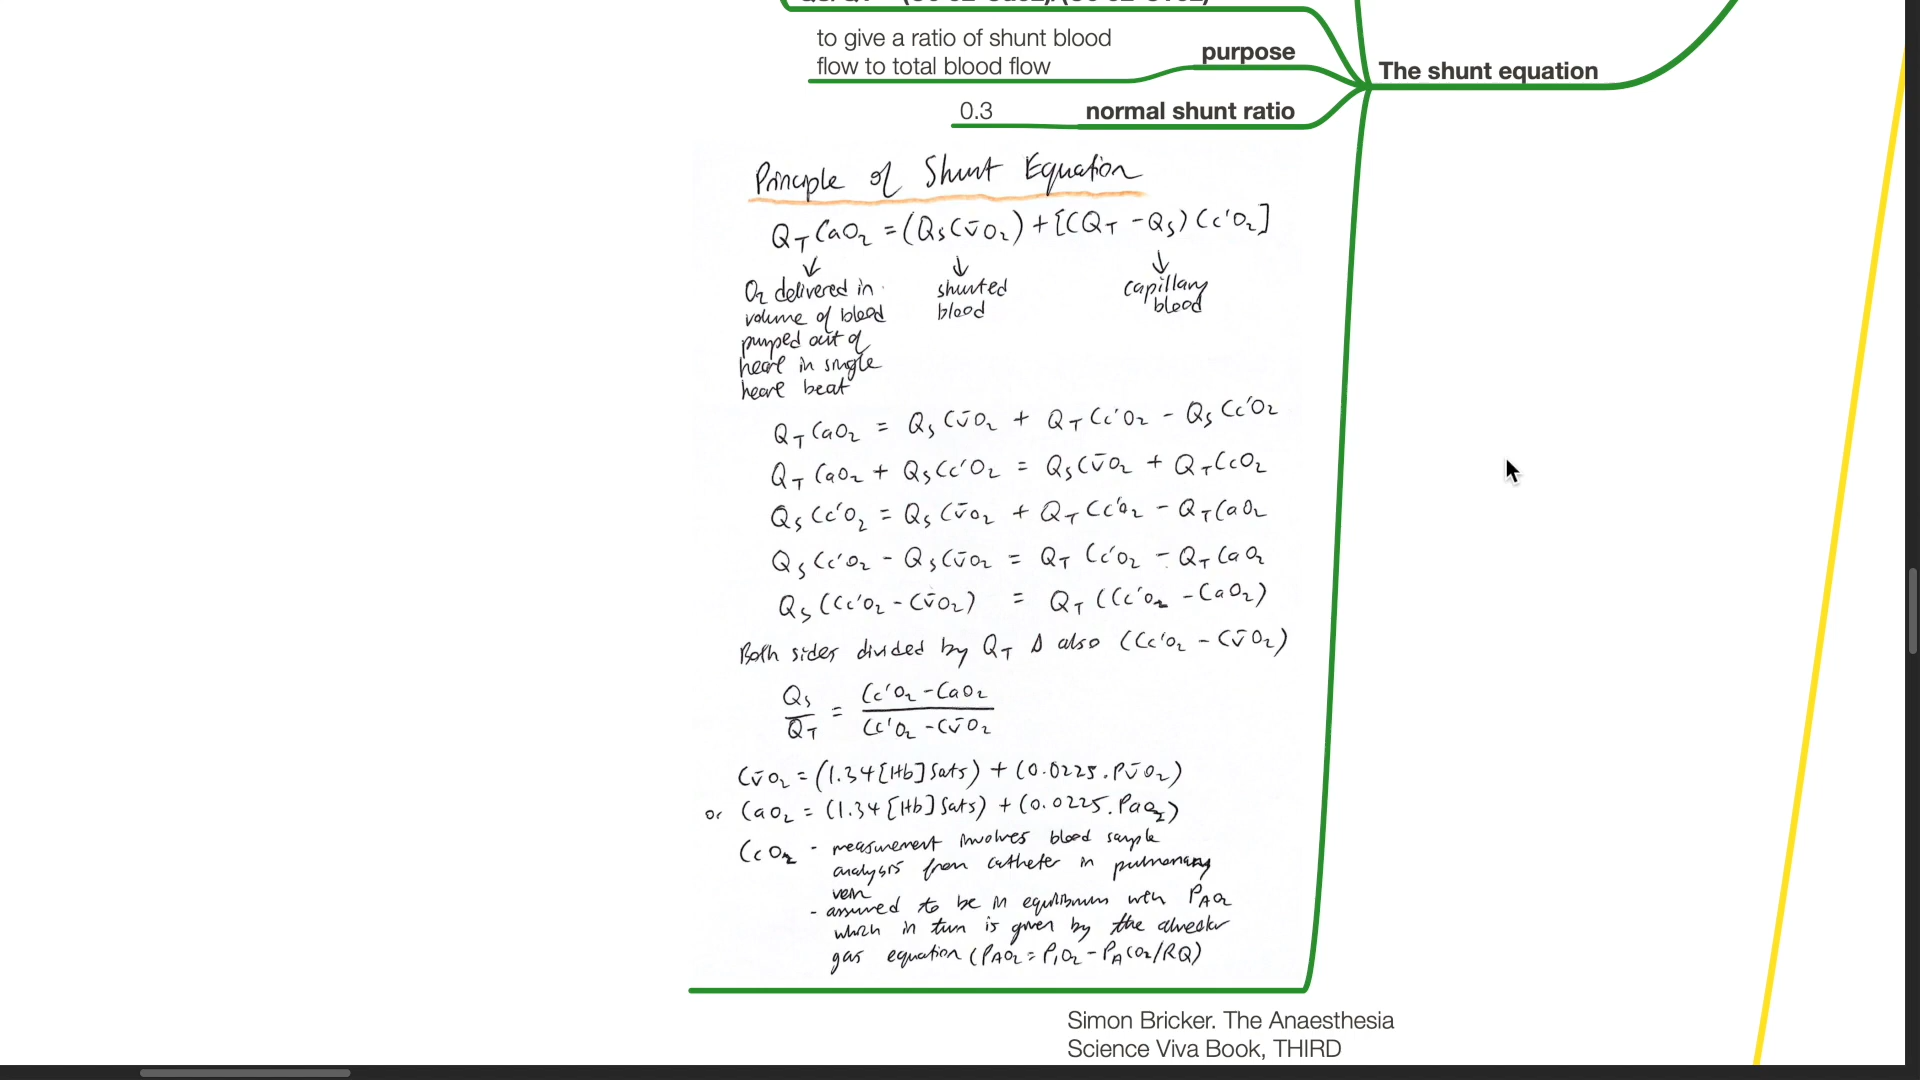 to give a ratio of shunt blood
flow to total blood flow
purpose
The shunt equation
0.3
normal shunt ratio
Principle of Shunt Equation
QT CaO2 = (Qs Cv̄O2) + [(QT - Qs) Cc'O2]
O2 delivered in
volume of blood
pumped out of
heart in single
heart beat
shunted
blood
capillary
blood
QT CaO2 = Qs Cv̄O2 + QT Cc'O2 - Qs Cc'O2
QT CaO2 + Qs Cc'O2 = Qs Cv̄O2 + QT CcO2
Qs Cc'O2 = Qs Cv̄O2 + QT Cc'O2 - QT CaO2
Qs Cc'O2 - Qs Cv̄O2 = QT Cc'O2 - QT CaO2
Qs (Cc'O2 - Cv̄O2) = QT (Cc'O2 - CaO2)
Both sides divided by QT & also (Cc'O2 - Cv̄O2)
Qs/QT = Cc'O2 - CaO2 / Cc'O2 - Cv̄O2
Cv̄O2 = (1.34 [Hb] Sats) + (0.0225. Pv̄O2)
or CaO2 = (1.34 [Hb] Sats) + (0.0225. PaO2)
CcO2 - measurement involves blood sample
analysis from catheter in pulmonary
vein
- assumed to be in equilibrium with PAO2
which in turn is given by the alveolar
gas equation (PAO2 = PIO2 - PACO2/RQ)
Simon Bricker. The Anaesthesia
Science Viva Book, THIRD